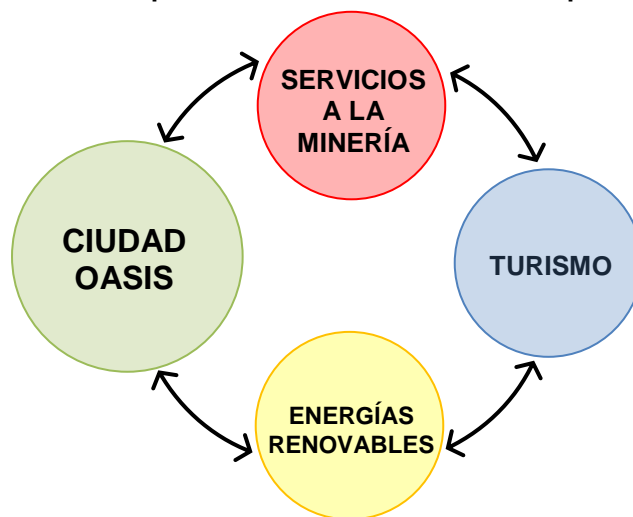 SERVICIOS
A LA
MINERÍA
CIUDAD
OASIS
TURISMO
ENERGÍAS
RENOVABLES